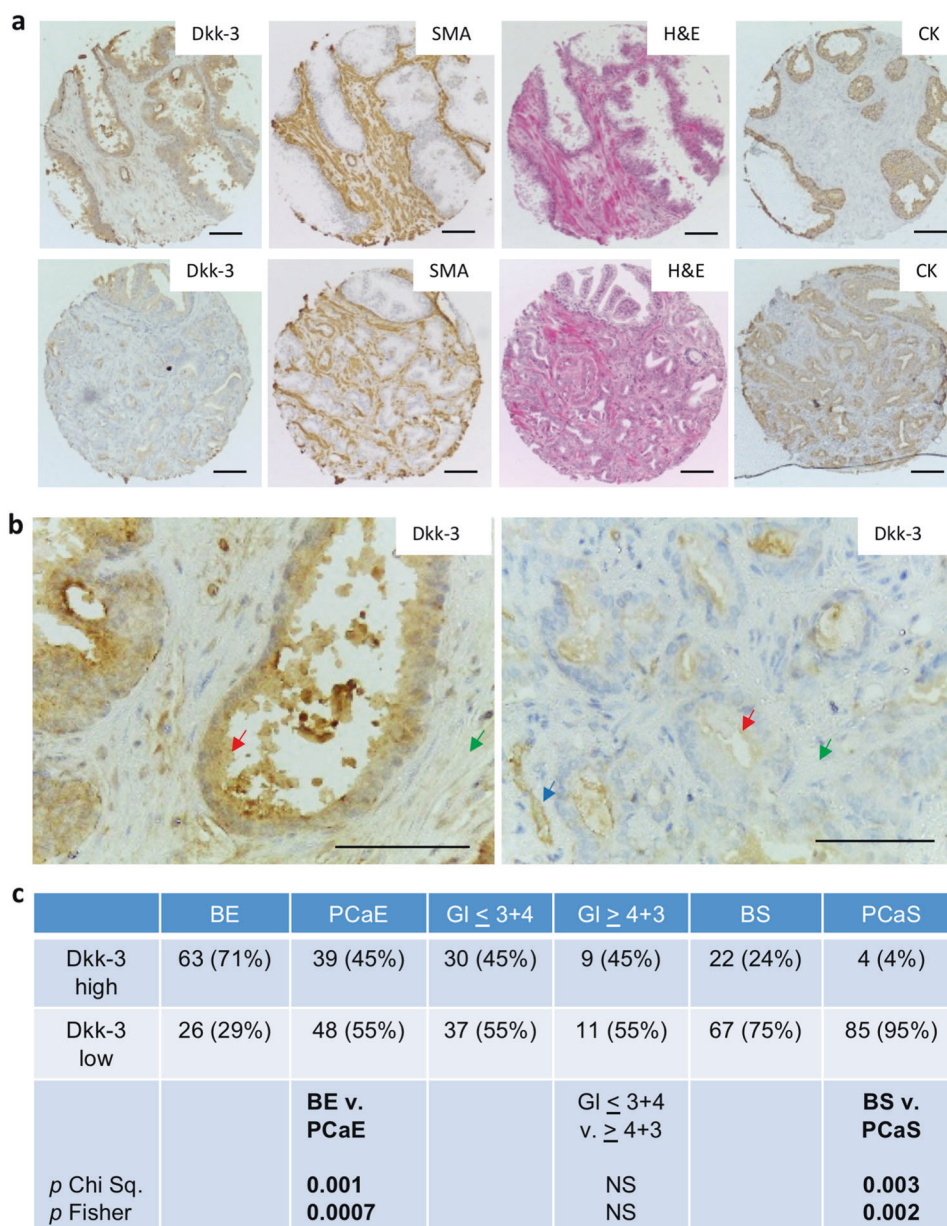 a
Dkk-3 SMA H&E CK
Dkk-3 SMA H&E CK
b
Dkk-3 Dkk-3
c
BE PCaE Gl ≤ 3+4 Gl ≥ 4+3 BS PCaS
Dkk-3 high 63 (71%) 39 (45%) 30 (45%) 9 (45%) 22 (24%) 4 (4%)
Dkk-3 low 26 (29%) 48 (55%) 37 (55%) 11 (55%) 67 (75%) 85 (95%)
BE v. Gl ≤ 3+4 BS v.
PCaE v. ≥ 4+3 PCaS
p Chi Sq. 0.001 NS 0.003
p Fisher 0.0007 NS 0.002